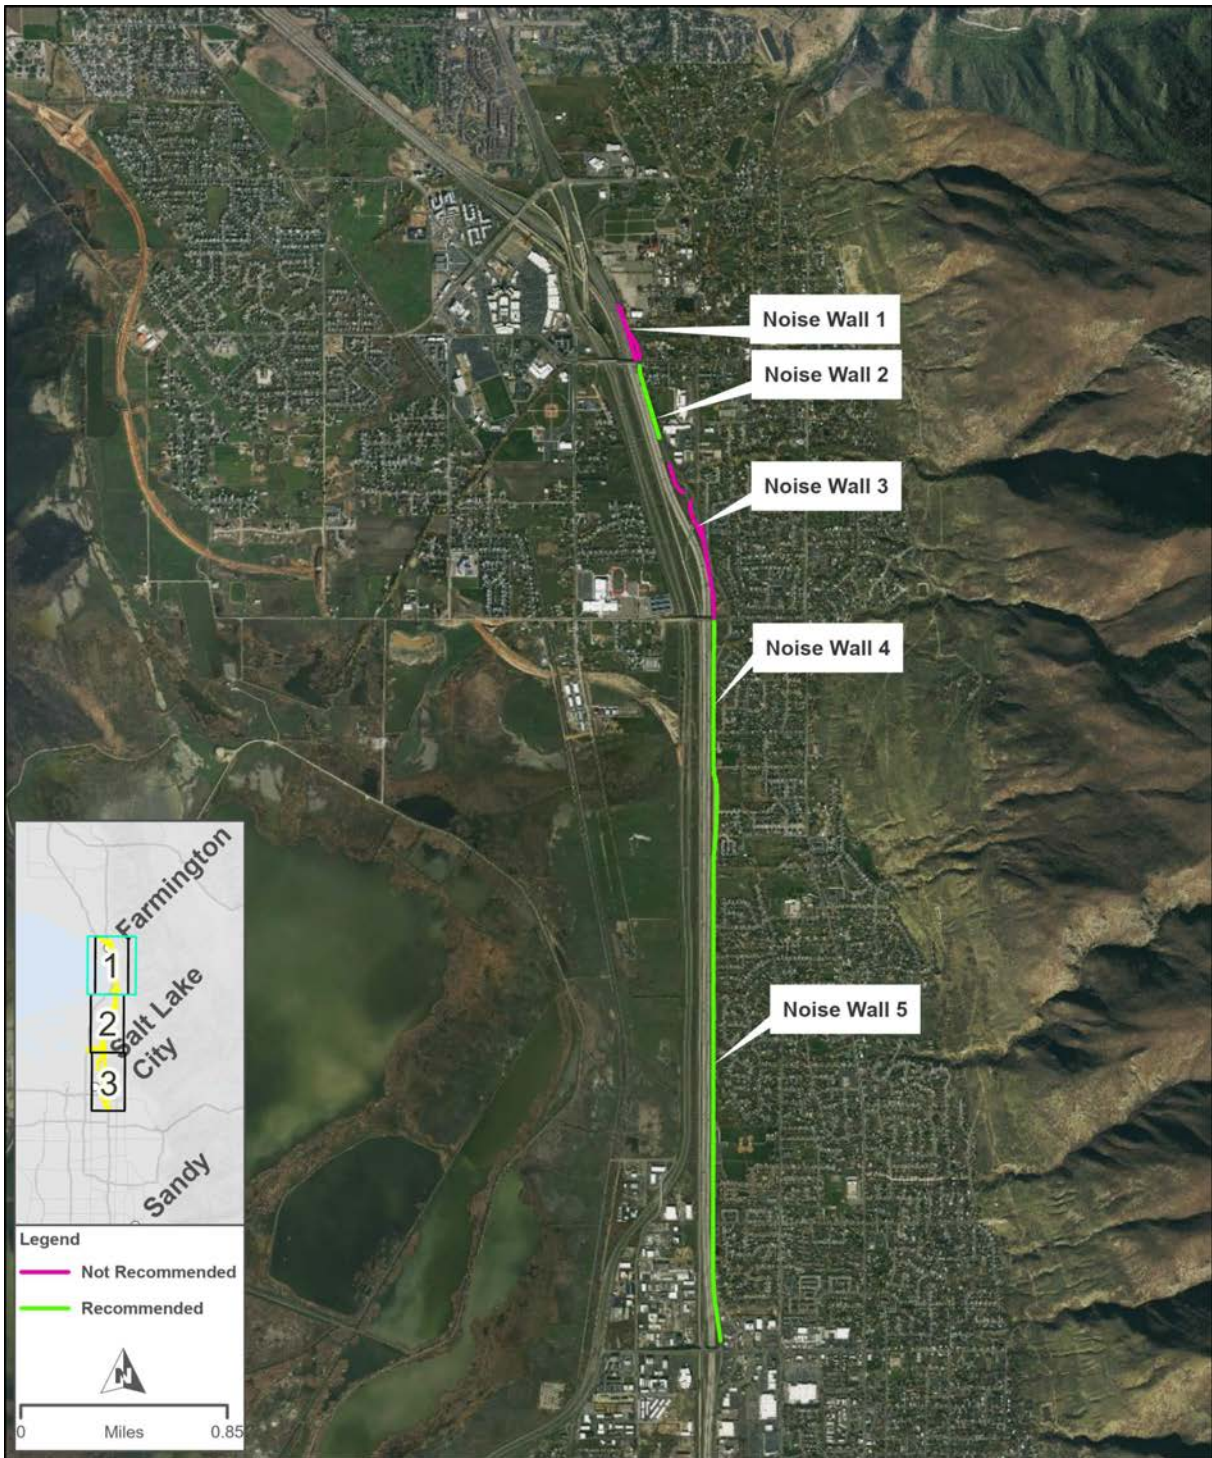 Noise Wall 1
Noise Wall 2
Noise Wall 3
Noise Wall 4
Noise Wall 5
Farmington
1
Salt Lake
City
2
3
Sandy
Legend
Not Recommended
Recommended
N
0 Miles 0.85